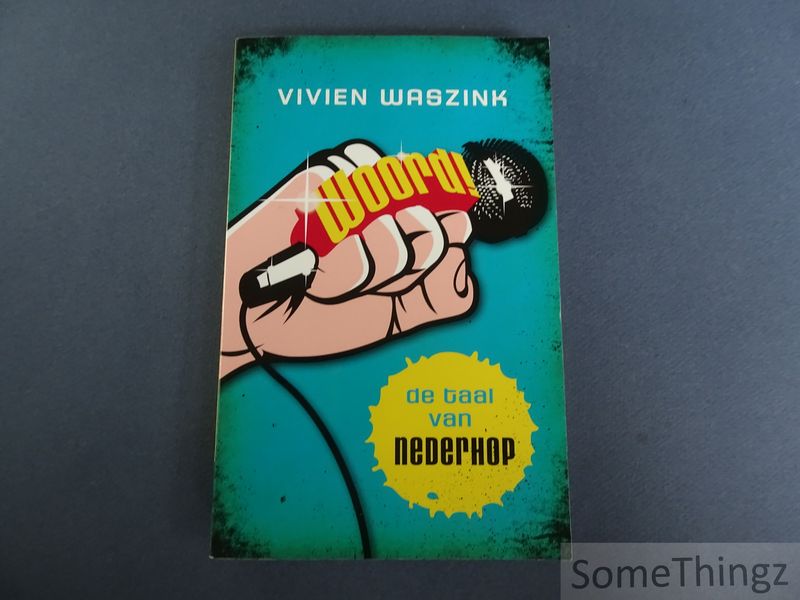 VIVIEN WASZINK
Woord!
de taal
van
NEDERHOP
SomeThingz